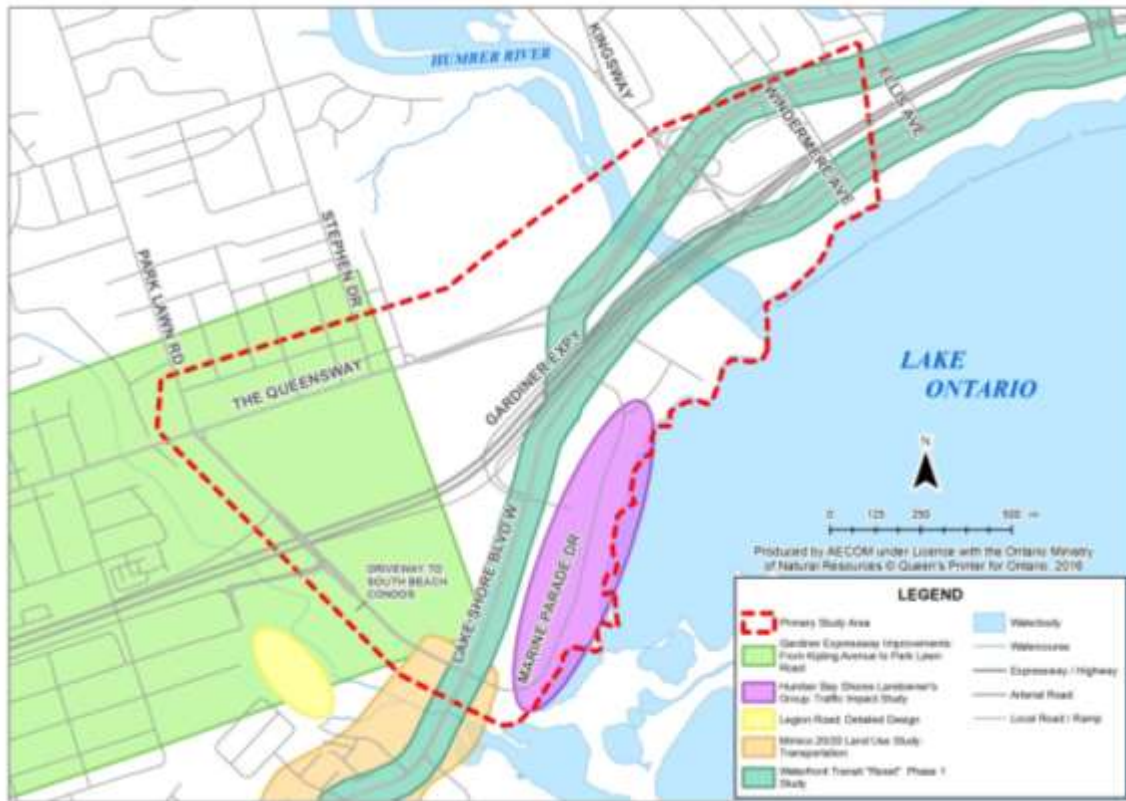 HUMBER RIVER
KINGSWAY
ELLIS AVE
WINDERMERE AVE
STEPHEN DR
PARK LAWN RD
THE QUEENSWAY
GARDINER EXPY
LAKE
ONTARIO
N
0 125 250 500 m
LAKE SHORE BLVD W
MARINE PARADE DR
DRIVEWAY TO
SOUTH BEACH
CONDOS
Produced by AECOM under License with the Ontario Ministry
of Natural Resources © Queen's Printer for Ontario, 2016
LEGEND
Primary Study Area
Gardiner Expressway Improvements:
From Kipling Avenue to Park Lawn
Road
Humber Bay Shores Landowner's
Group: Traffic Impact Study
Legion Road: Detailed Design
Mimico 20/20 Land Use Study:
Transportation
Waterfront Transit "Reset": Phase 1
Study
Waterbody
Watercourse
Expressway / Highway
Arterial Road
Local Road / Ramp